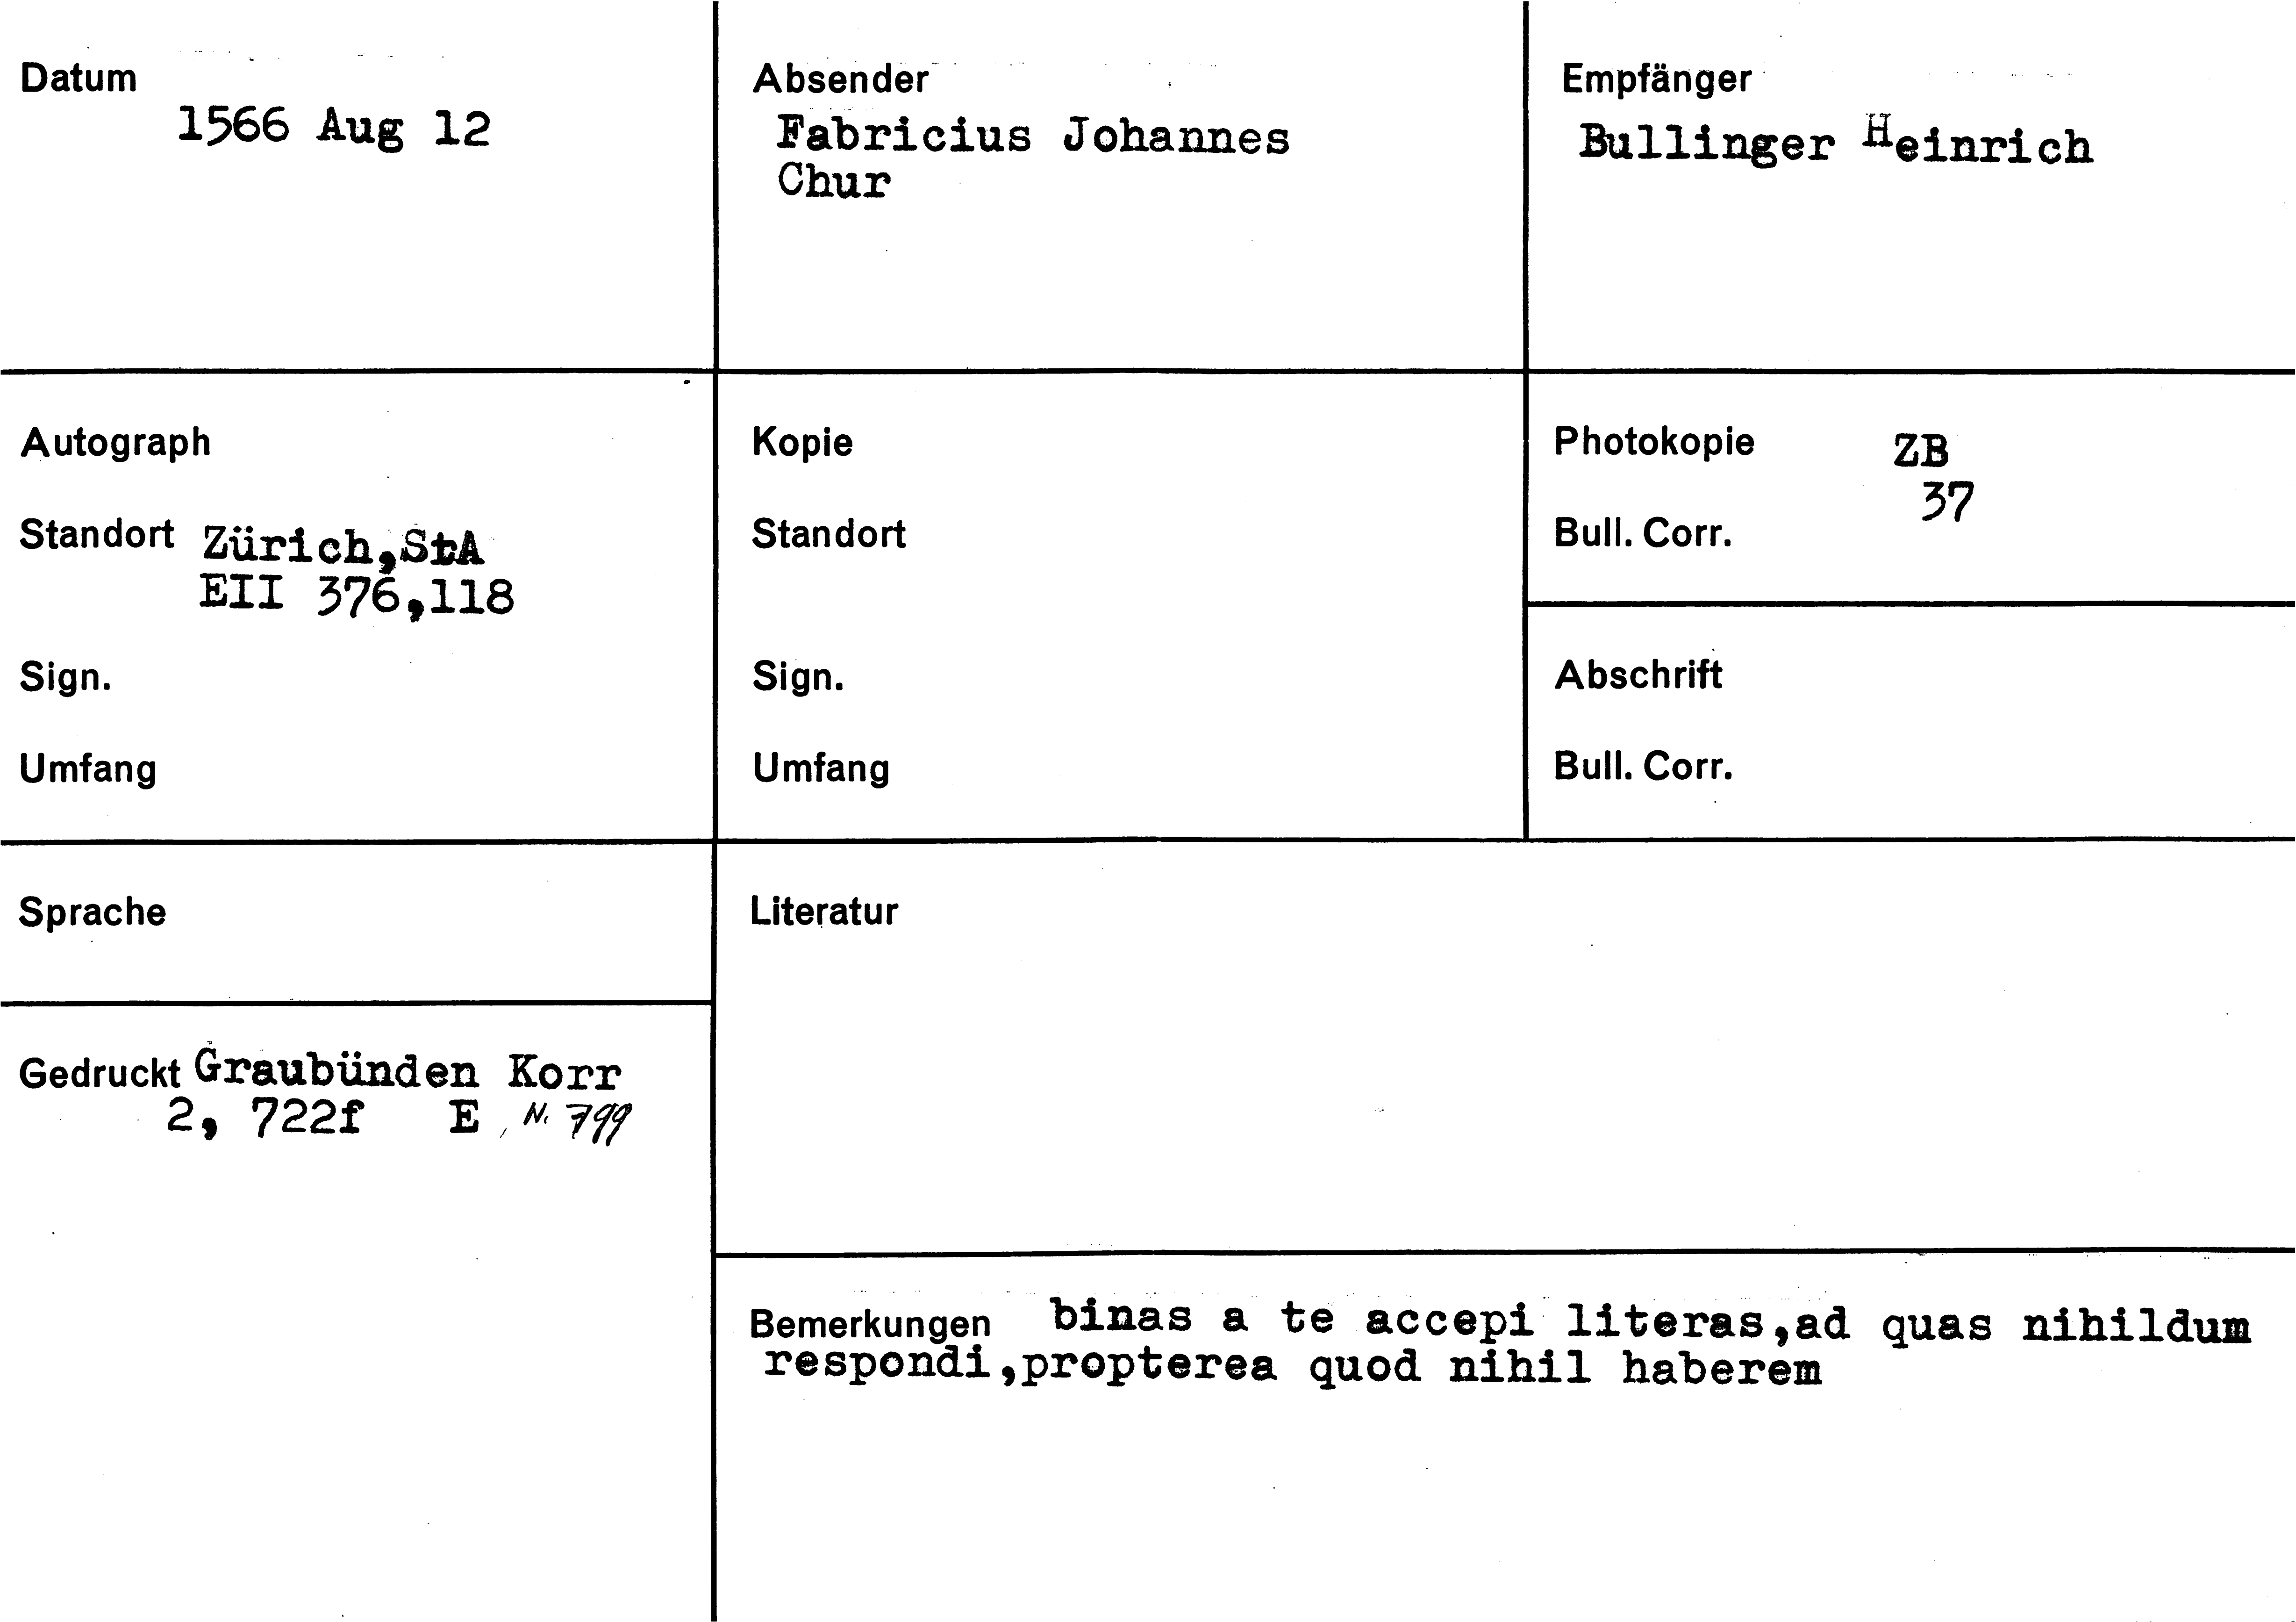 Datum
1566 Aug 12
Absender
Fabricius Johannes
Chur
Empfänger
Bullinger Heinrich
Autograph
Standort Zürich,StA
EII 376,118
Sign.
Umfang
Kopie
Standort
Sign.
Umfang
Photokopie ZB
37
Bull. Corr.
Abschrift
Bull. Corr.
Sprache
Literatur
Gedruckt Graubünden Korr
2, 722f E, N. 799
Bemerkungen binas a te accepi literas,ad quas nihildum
respondi,propterea quod nihil haberem